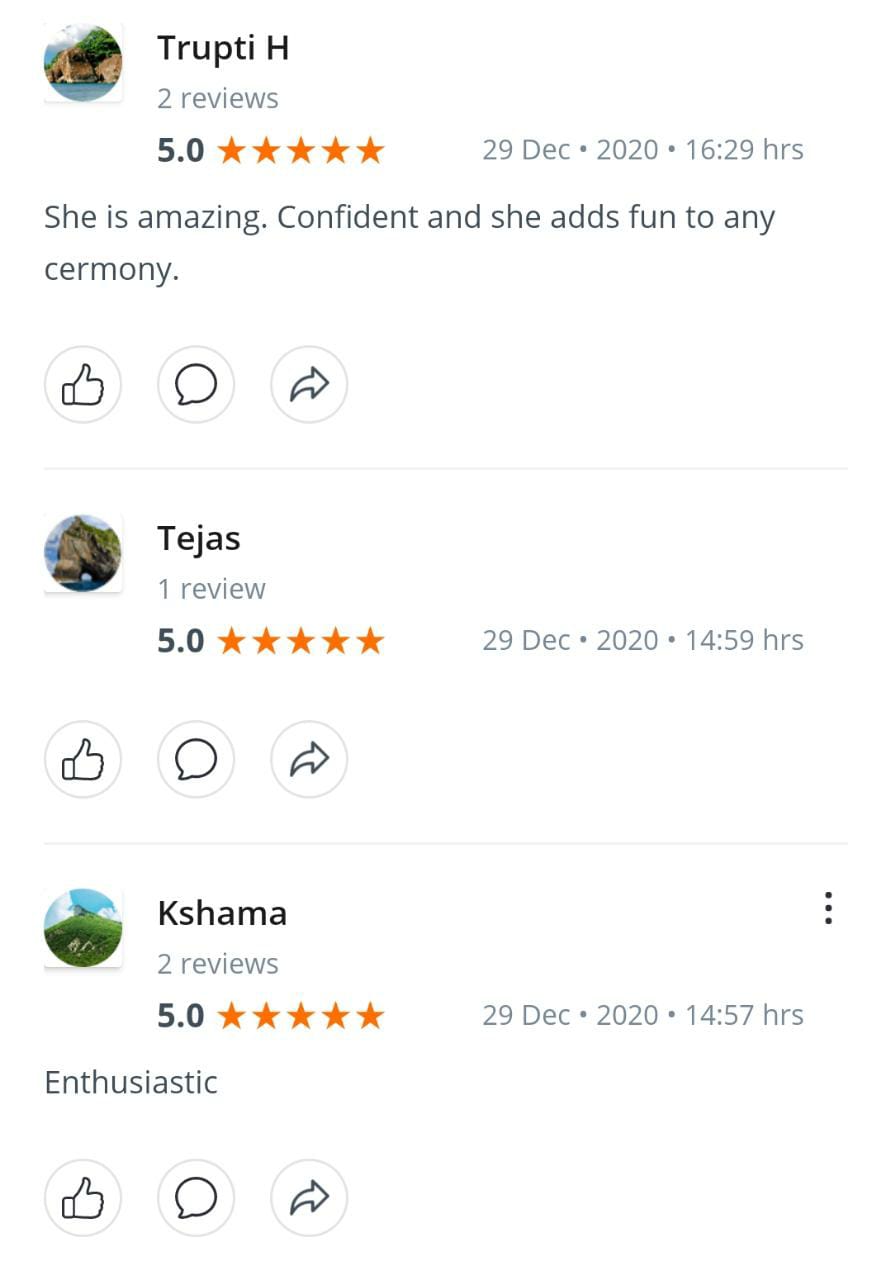 Trupti H
2 reviews
5.0 ★★★★★ 29 Dec • 2020 • 16:29 hrs
She is amazing. Confident and she adds fun to any
cermony.
Tejas
1 review
5.0 ★★★★★ 29 Dec • 2020 • 14:59 hrs
Kshama
2 reviews
5.0 ★★★★★ 29 Dec • 2020 • 14:57 hrs
Enthusiastic